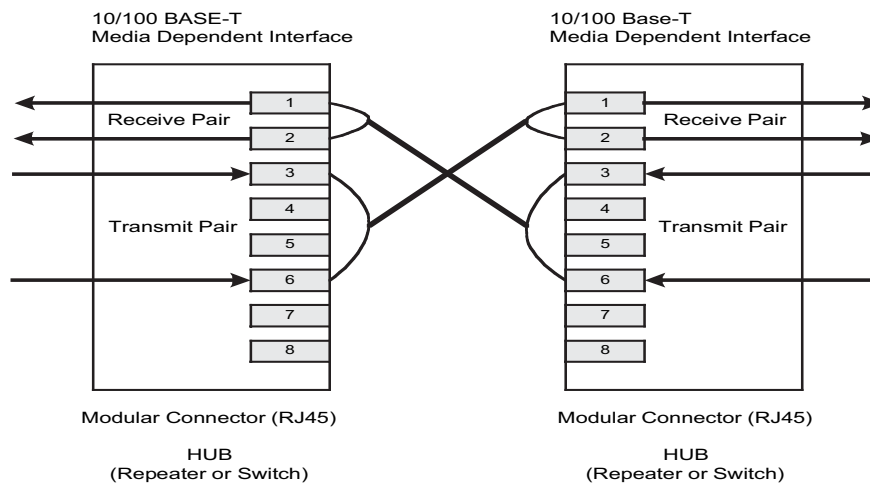 10/100 BASE-T
Media Dependent Interface
10/100 Base-T
Media Dependent Interface
1
Receive Pair
2
3
4
Transmit Pair
5
6
7
8
1
Receive Pair
2
3
4
Transmit Pair
5
6
7
8
Modular Connector (RJ45)
HUB
(Repeater or Switch)
Modular Connector (RJ45)
HUB
(Repeater or Switch)